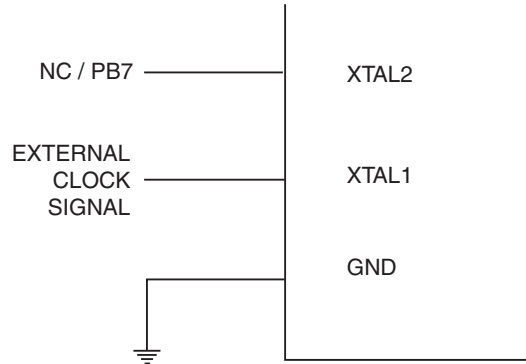 NC / PB7
XTAL2
EXTERNAL
CLOCK
SIGNAL
XTAL1
GND